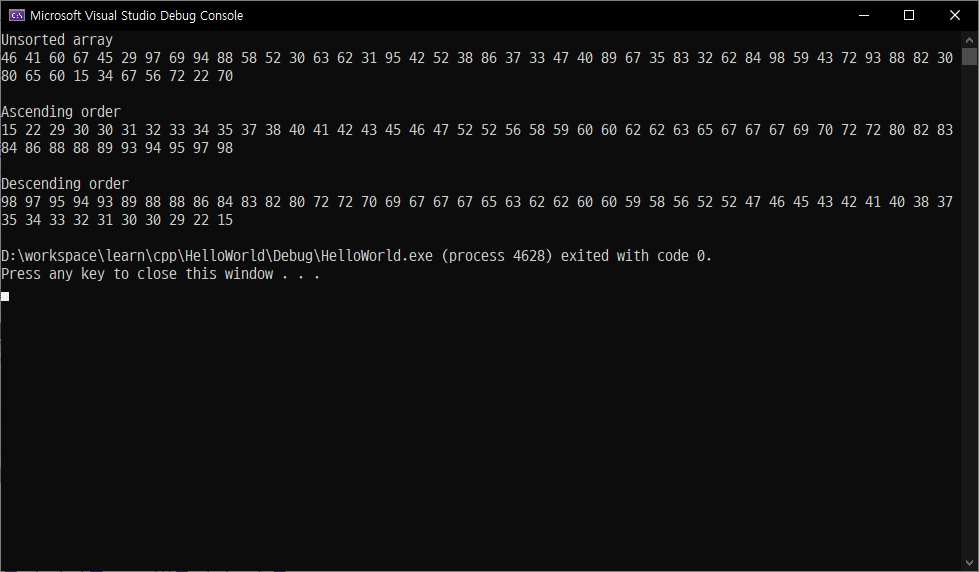 Microsoft Visual Studio Debug Console
Unsorted array
46 41 60 67 45 29 97 69 94 88 58 52 30 63 62 31 95 42 52 38 86 37 33 47 40 89 67 35 83 32 62 84 98 59 43 72 93 88 82 30
80 65 60 15 34 67 56 72 22 70
Ascending order
15 22 29 30 30 31 32 33 34 35 37 38 40 41 42 43 45 46 47 52 52 56 58 59 60 60 62 62 63 65 67 67 67 69 70 72 72 80 82 83
84 86 88 88 89 93 94 95 97 98
Descending order
98 97 95 94 93 89 88 88 86 84 83 82 80 72 72 70 69 67 67 67 65 63 62 62 60 60 59 58 56 52 52 47 46 45 43 42 41 40 38 37
35 34 33 32 31 30 30 29 22 15
D:\workspace\learn\cpp\HelloWorld\Debug\HelloWorld.exe (process 4628) exited with code 0.
Press any key to close this window . . .